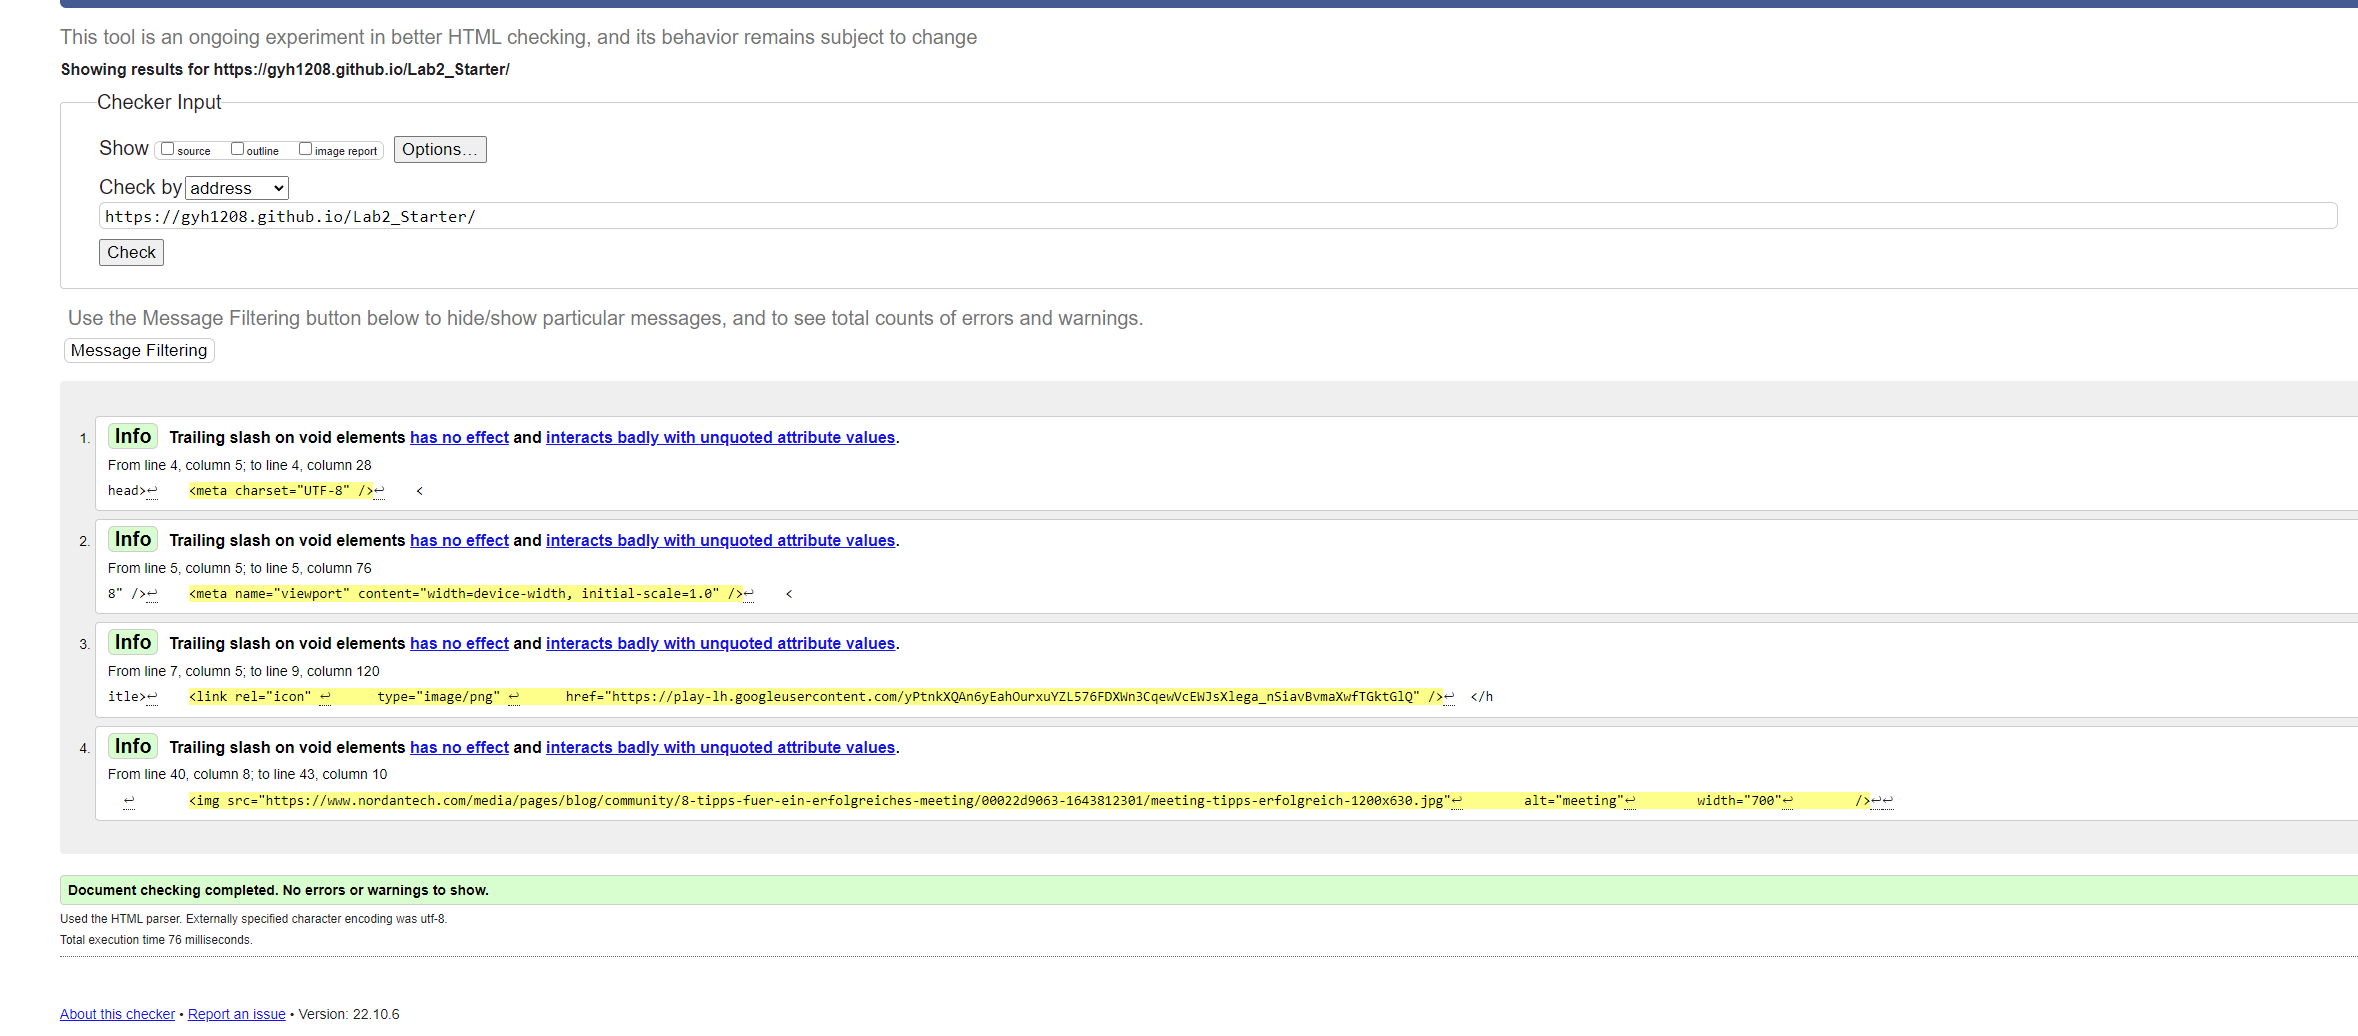 This tool is an ongoing experiment in better HTML checking, and its behavior remains subject to change
Showing results for https://gyh1208.github.io/Lab2_Starter/
Checker Input
Show source outline image report Options...
Check by address
https://gyh1208.github.io/Lab2_Starter/
Check
Use the Message Filtering button below to hide/show particular messages, and to see total counts of errors and warnings.
Message Filtering
1. Info Trailing slash on void elements has no effect and interacts badly with unquoted attribute values.
From line 4, column 5; to line 4, column 28
head>↩ <meta charset="UTF-8" />↩ <
2. Info Trailing slash on void elements has no effect and interacts badly with unquoted attribute values.
From line 5, column 5; to line 5, column 76
8" />↩ <meta name="viewport" content="width=device-width, initial-scale=1.0" />↩ <
3. Info Trailing slash on void elements has no effect and interacts badly with unquoted attribute values.
From line 7, column 5; to line 9, column 120
itle>↩ <link rel="icon" ↩ type="image/png" ↩ href="https://play-lh.googleusercontent.com/yPtnkXQAn6yEahOurxuYZL576FDXWn3CqewVcEWJsXlega_nSiavBvmaXwfTGktGlQ" />↩ </h
4. Info Trailing slash on void elements has no effect and interacts badly with unquoted attribute values.
From line 40, column 8; to line 43, column 10
↩ <img src="https://www.nordantech.com/media/pages/blog/community/8-tipps-fuer-ein-erfolgreiches-meeting/00022d9063-1643812301/meeting-tipps-erfolgreich-1200x630.jpg"↩ alt="meeting"↩ width="700"↩ />↩↩
Document checking completed. No errors or warnings to show.
Used the HTML parser. Externally specified character encoding was utf-8.
Total execution time 76 milliseconds.
About this checker • Report an issue • Version: 22.10.6